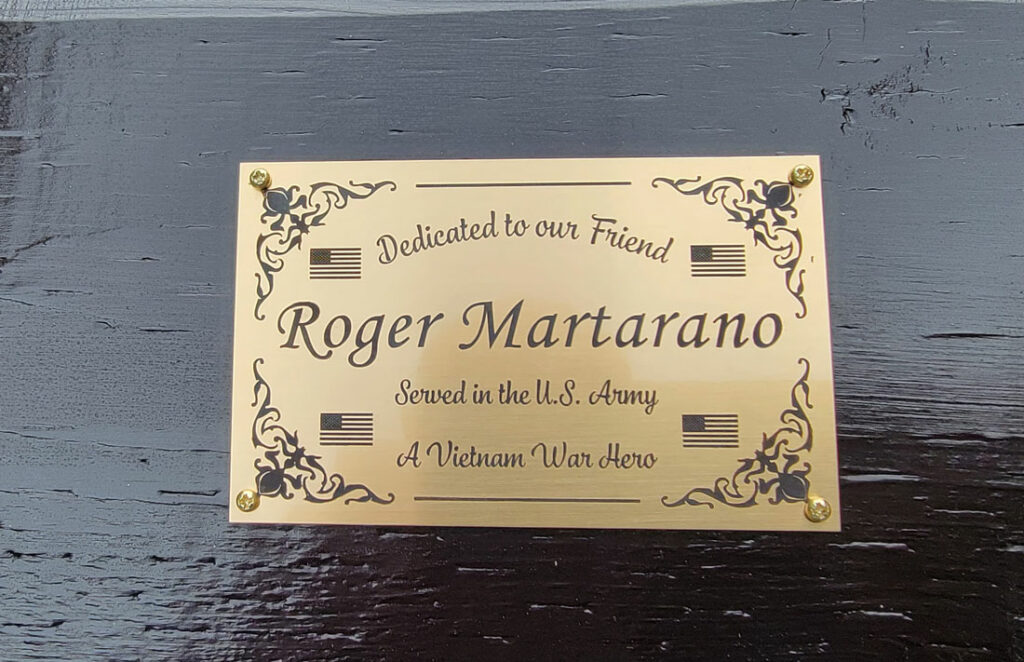 Dedicated to our Friend
Roger Martarano
Served in the U.S. Army
A Vietnam War Hero